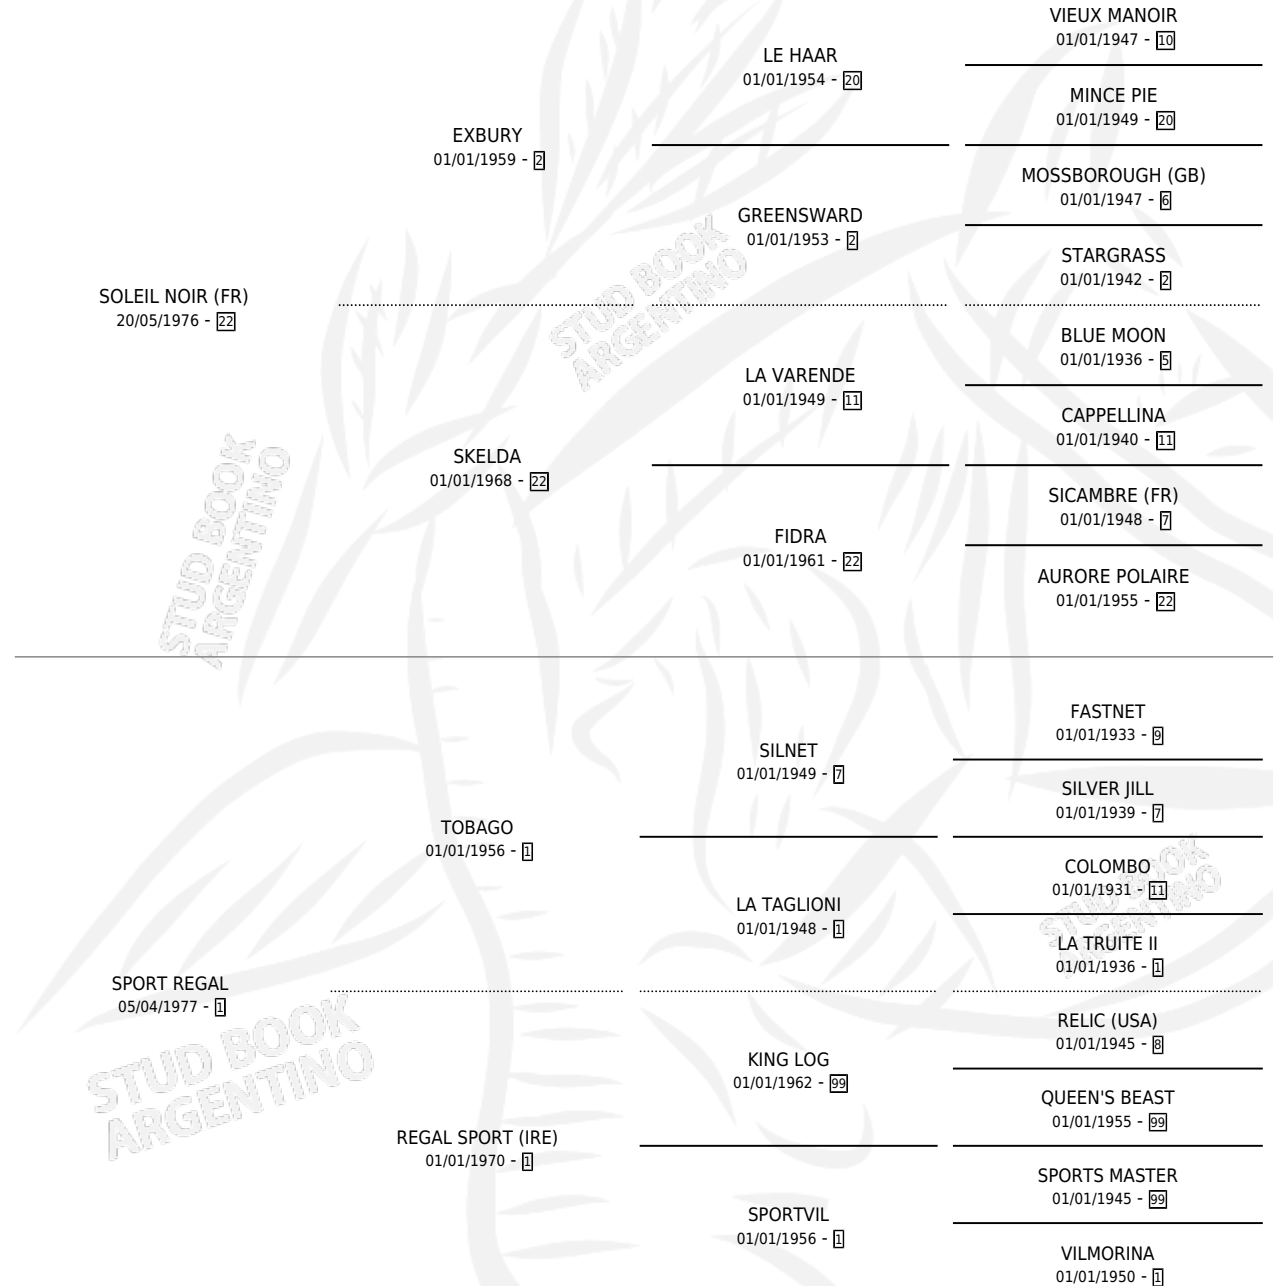 VIEUX MANOIR
01/01/1947 - 10
LE HAAR
01/01/1954 - 20
MINCE PIE
01/01/1949 - 20
EXBURY
01/01/1959 - 2
MOSSBOROUGH (GB)
01/01/1947 - 6
GREENSWARD
01/01/1953 - 2
STARGRASS
01/01/1942 - 2
SOLEIL NOIR (FR)
20/05/1976 - 22
BLUE MOON
01/01/1936 - 5
LA VARENDE
01/01/1949 - 11
CAPPELLINA
01/01/1940 - 11
SKELDA
01/01/1968 - 22
SICAMBRE (FR)
01/01/1948 - 7
FIDRA
01/01/1961 - 22
AURORE POLAIRE
01/01/1955 - 22
FASTNET
01/01/1933 - 9
SILNET
01/01/1949 - 7
SILVER JILL
01/01/1939 - 7
TOBAGO
01/01/1956 - 1
COLOMBO
01/01/1931 - 11
LA TAGLIONI
01/01/1948 - 1
LA TRUITE II
01/01/1936 - 1
SPORT REGAL
05/04/1977 - 1
RELIC (USA)
01/01/1945 - 8
KING LOG
01/01/1962 - 99
QUEEN'S BEAST
01/01/1955 - 99
REGAL SPORT (IRE)
01/01/1970 - 1
SPORTS MASTER
01/01/1945 - 99
SPORTVIL
01/01/1956 - 1
VILMORINA
01/01/1950 - 1
STUD BOOK
ARGENTINO
STUD BOOK
ARGENTINO
STUD BOOK
ARGENTINO
STUD BOOK
ARGENTINO